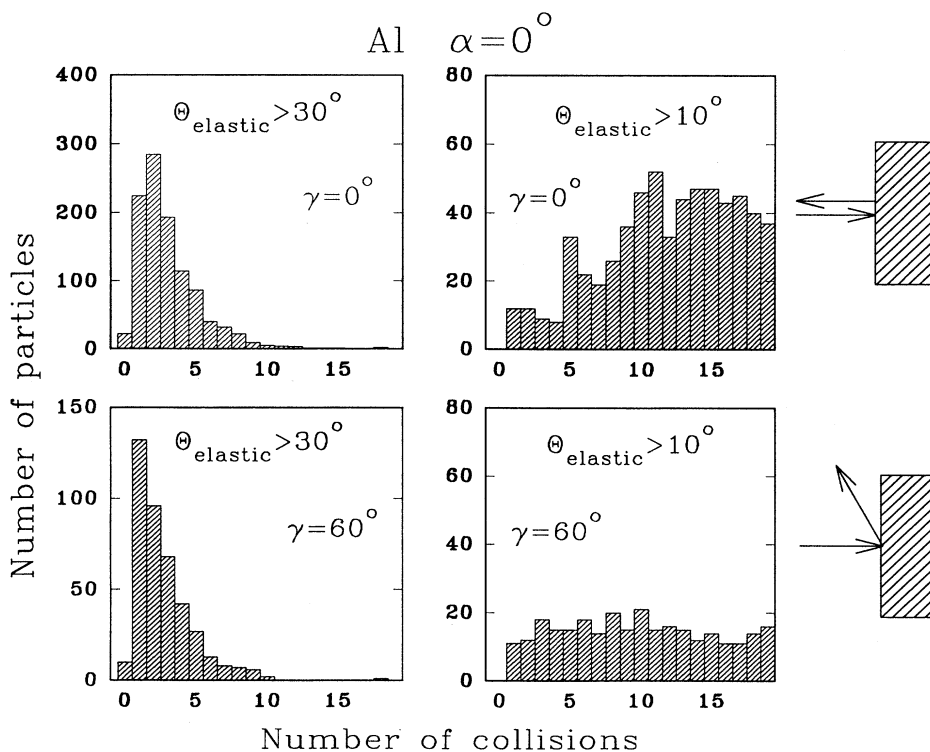 Al α=0°
Number of particles
400
300
200
100
0
Θelastic>30°
γ=0°
0 5 10 15
80
60
40
20
0
Θelastic>10°
γ=0°
0 5 10 15
150
100
50
0
Θelastic>30°
γ=60°
0 5 10 15
80
60
40
20
0
Θelastic>10°
γ=60°
0 5 10 15
Number of collisions